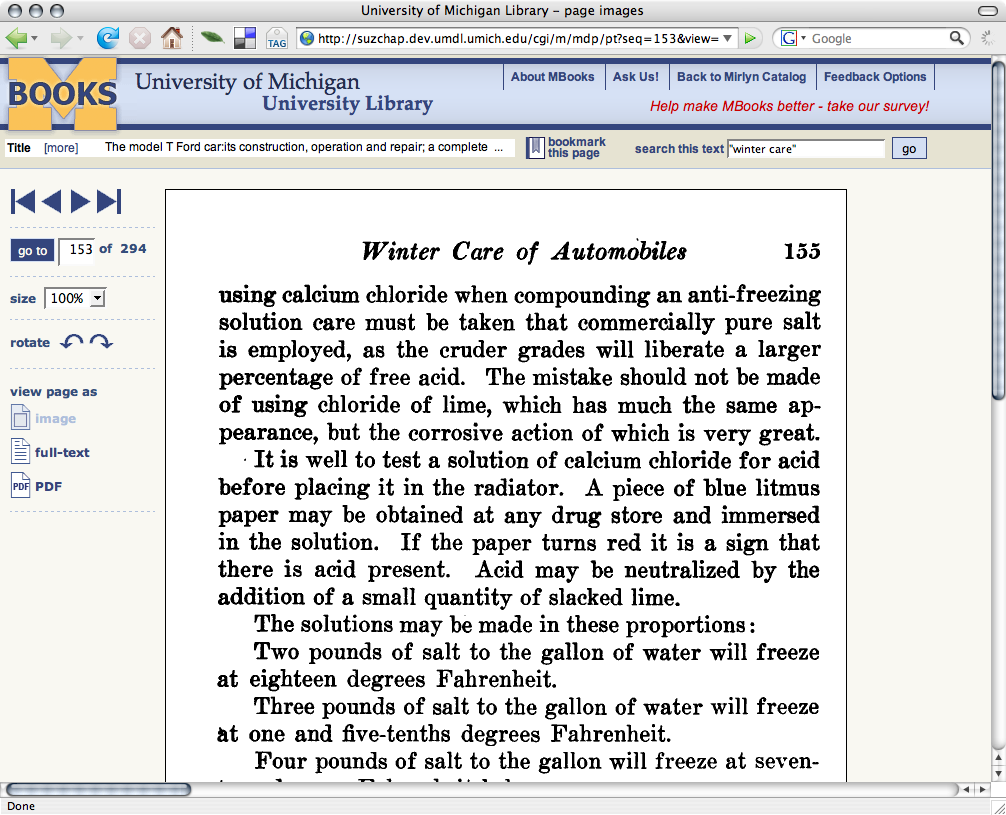 University of Michigan Library – page images
TAG
http://suzchap.dev.umdl.umich.edu/cgi/m/mdp/pt?seq=153&view=
G
Google
M
BOOKS
University of Michigan
University Library
About MBooks
Ask Us!
Back to Mirlyn Catalog
Feedback Options
Help make MBooks better - take our survey!
Title [more] The model T Ford car:its construction, operation and repair; a complete ...
bookmark
this page
search this text "winter care" go
go to 153 of 294
size 100%
rotate
view page as
image
full-text
PDF PDF
Winter Care of Automobiles 155
using calcium chloride when compounding an anti-freezing
solution care must be taken that commercially pure salt
is employed, as the cruder grades will liberate a larger
percentage of free acid. The mistake should not be made
of using chloride of lime, which has much the same ap-
pearance, but the corrosive action of which is very great.
It is well to test a solution of calcium chloride for acid
before placing it in the radiator. A piece of blue litmus
paper may be obtained at any drug store and immersed
in the solution. If the paper turns red it is a sign that
there is acid present. Acid may be neutralized by the
addition of a small quantity of slacked lime.
The solutions may be made in these proportions:
Two pounds of salt to the gallon of water will freeze
at eighteen degrees Fahrenheit.
Three pounds of salt to the gallon of water will freeze
at one and five-tenths degrees Fahrenheit.
Four pounds of salt to the gallon will freeze at seven-
Done